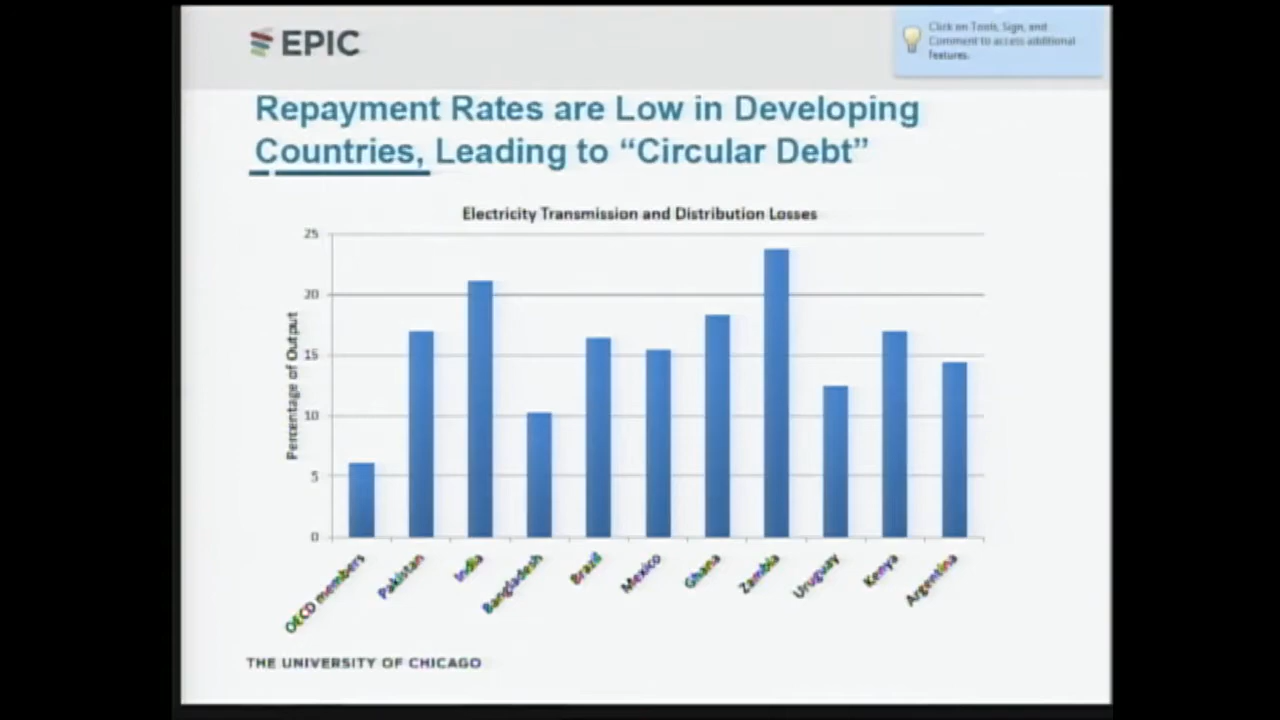 EPIC
Click on Tools, Sign, and
Comment to access additional
features.
Repayment Rates are Low in Developing
Countries, Leading to “Circular Debt”
Electricity Transmission and Distribution Losses
Percentage of Output
25
20
15
10
5
0
OECD members
Pakistan
India
Bangladesh
Brazil
Mexico
Ghana
Zambia
Uruguay
Kenya
Argentina
THE UNIVERSITY OF CHICAGO